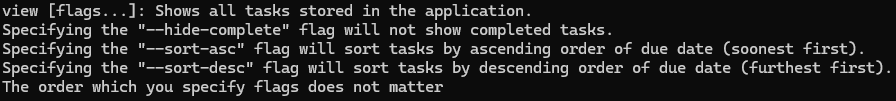 view [flags...]: Shows all tasks stored in the application.
Specifying the "--hide-complete" flag will not show completed tasks.
Specifying the "--sort-asc" flag will sort tasks by ascending order of due date (soonest first).
Specifying the "--sort-desc" flag will sort tasks by descending order of due date (furthest first).
The order which you specify flags does not matter